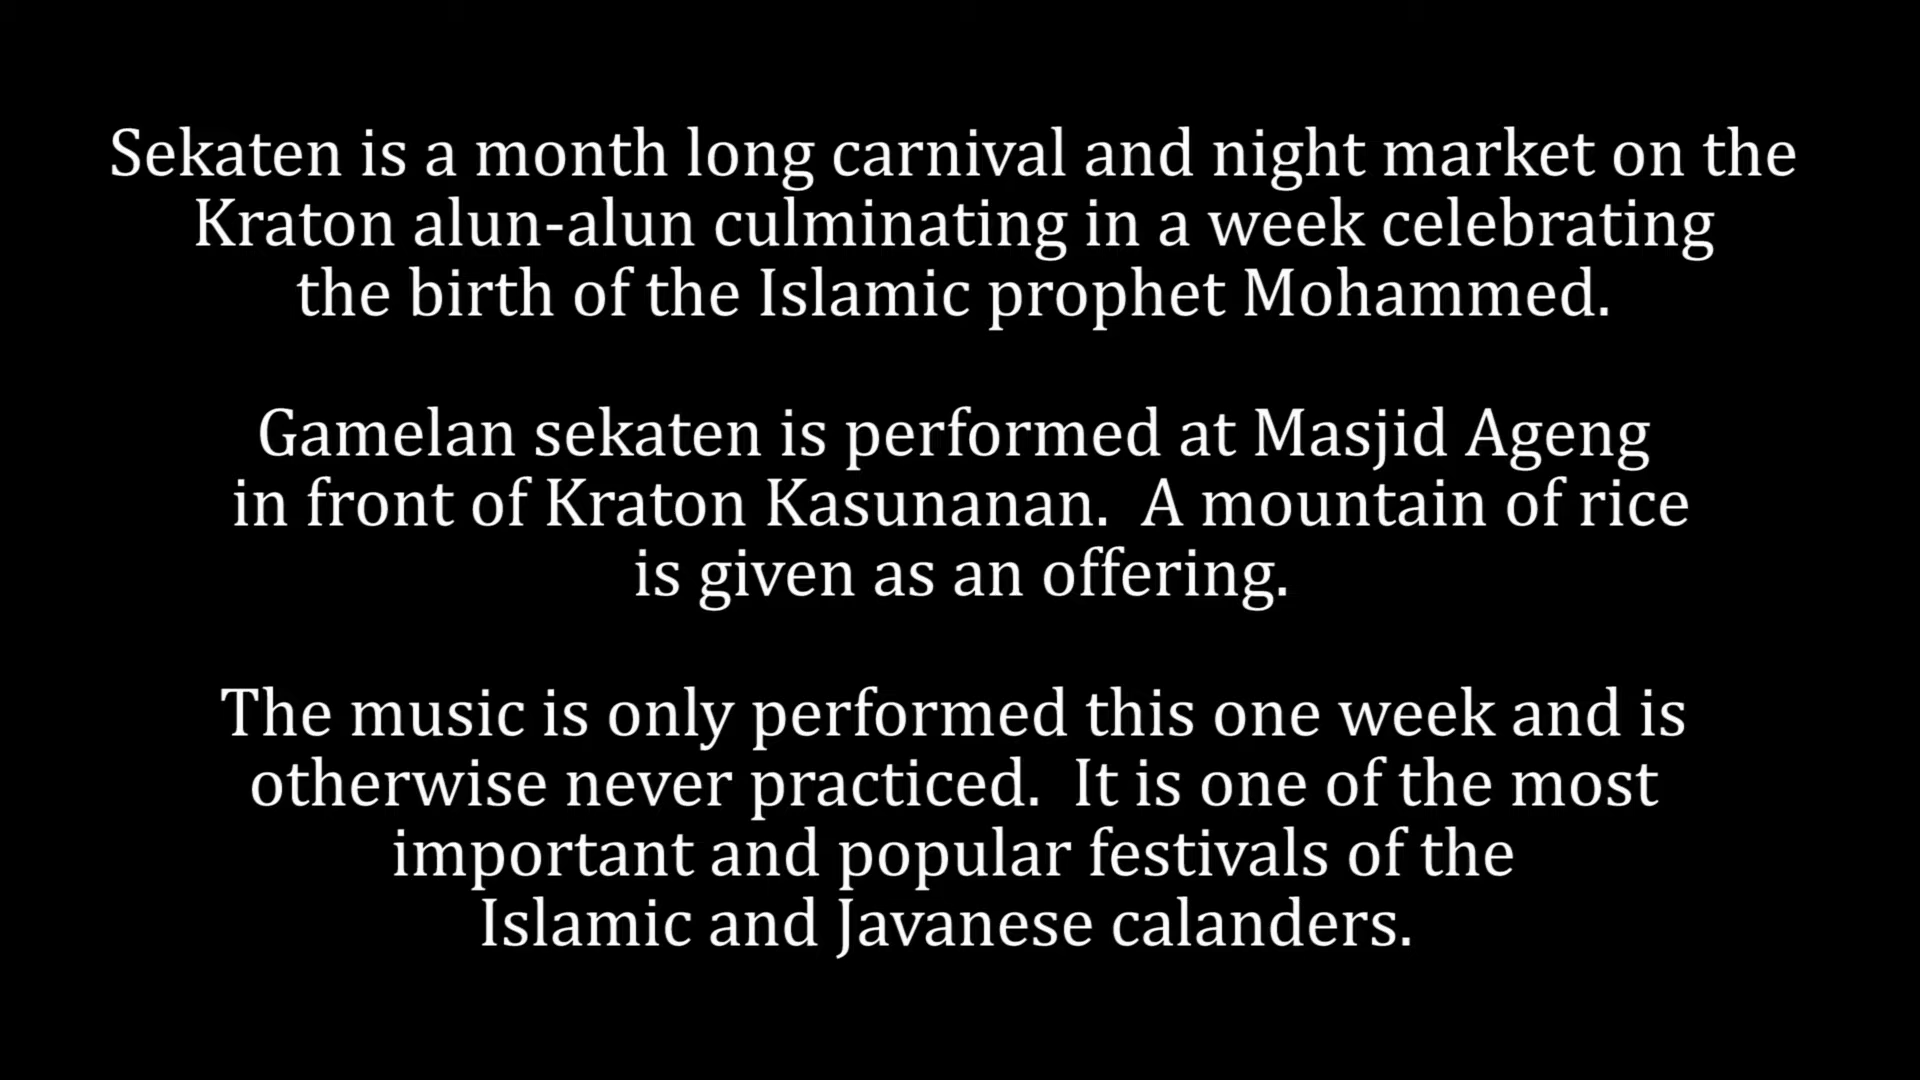 Sekaten is a month long carnival and night market on the
Kraton alun-alun culminating in a week celebrating
the birth of the Islamic prophet Mohammed.
Gamelan sekaten is performed at Masjid Ageng
in front of Kraton Kasunanan.  A mountain of rice
is given as an offering.
The music is only performed this one week and is
otherwise never practiced.  It is one of the most
important and popular festivals of the
Islamic and Javanese calanders.